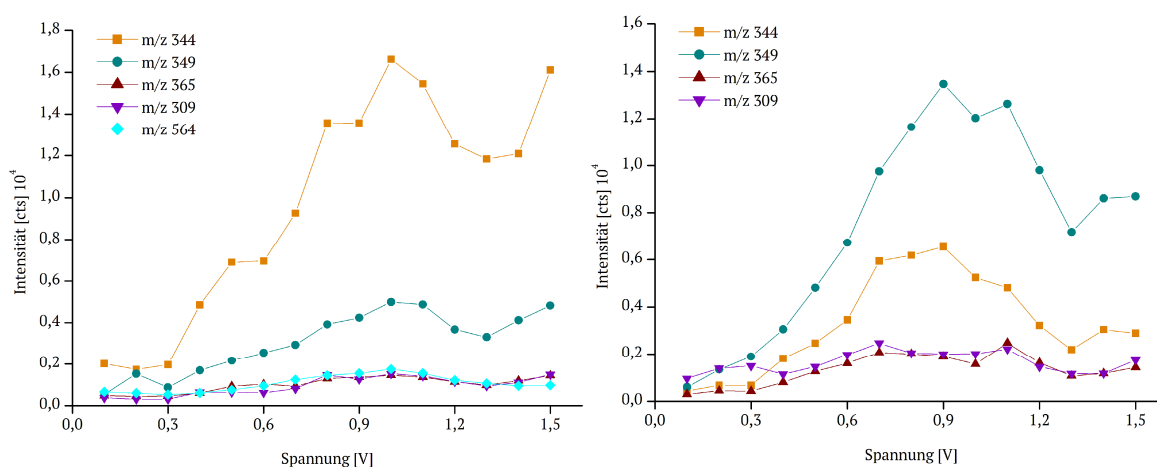 1,8
1,6
1,4
1,2
1,0
0,8
0,6
0,4
0,2
0,0
Intensität [cts] 10⁴
m/z 344
m/z 349
m/z 365
m/z 309
m/z 564
0,0 0,3 0,6 0,9 1,2 1,5
Spannung [V]
1,6
1,4
1,2
1,0
0,8
0,6
0,4
0,2
0,0
Intensität [cts] 10⁴
m/z 344
m/z 349
m/z 365
m/z 309
0,0 0,3 0,6 0,9 1,2 1,5
Spannung [V]